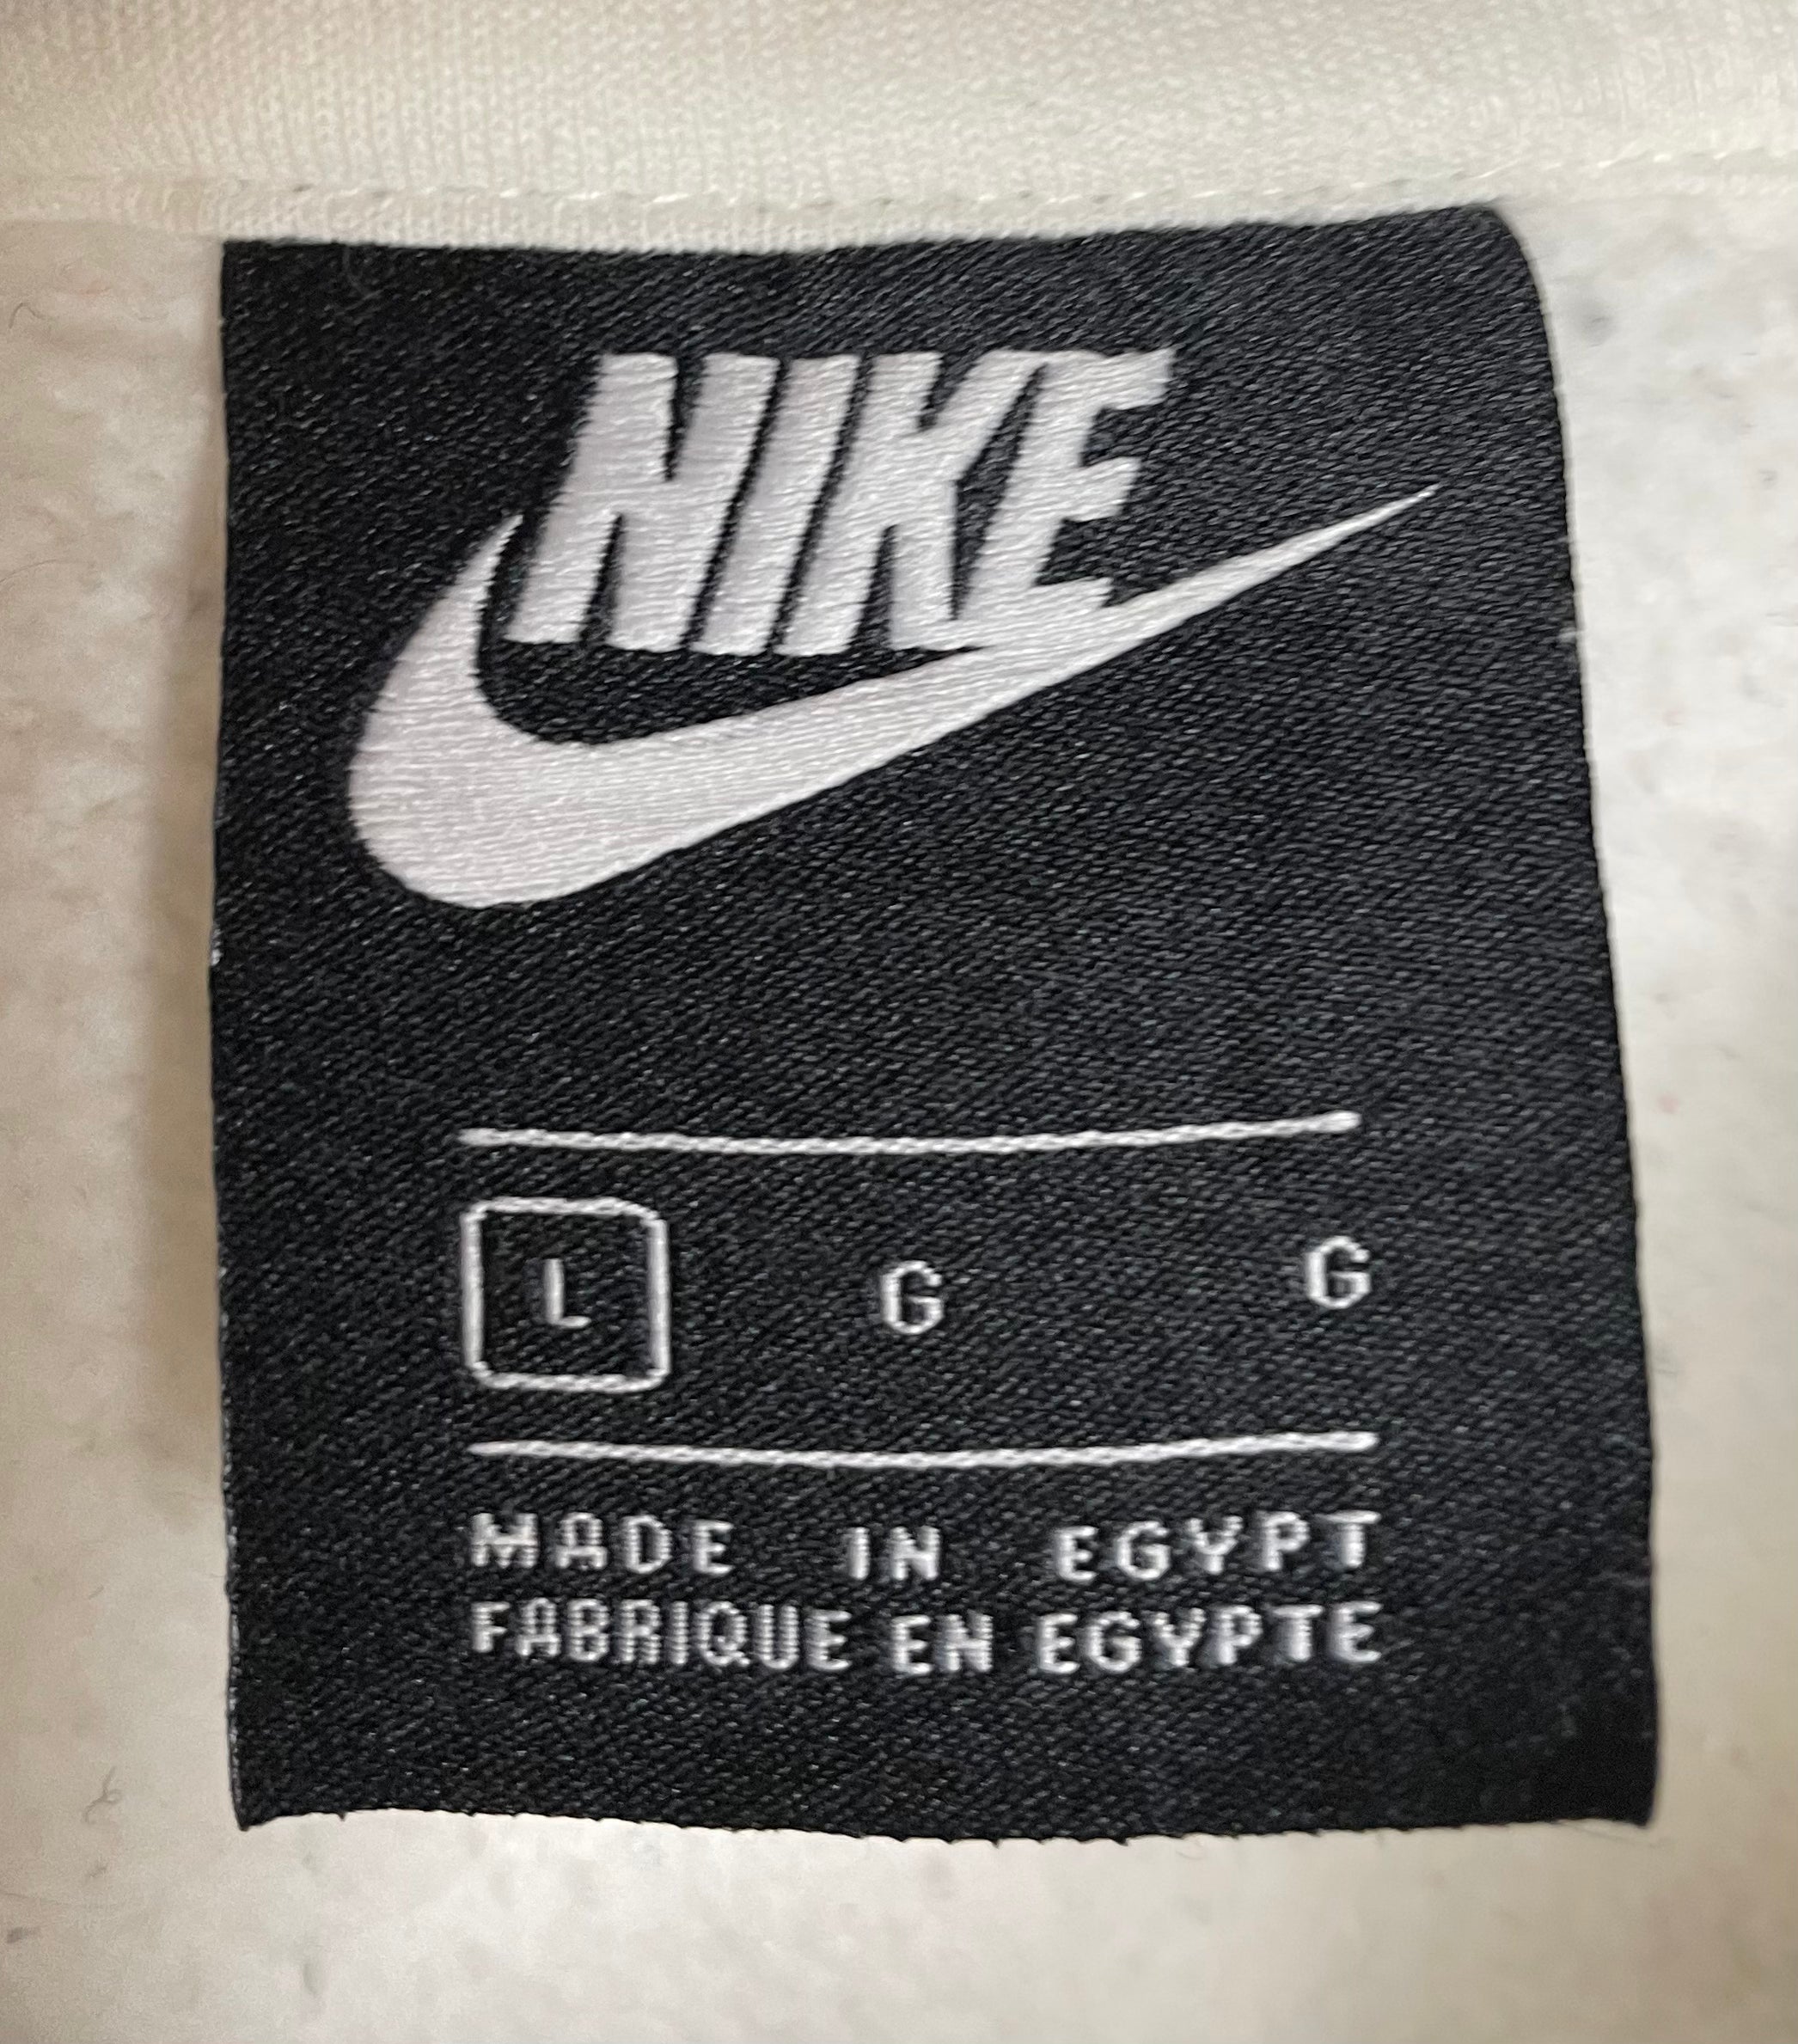 NIKE
L G G
MADE IN EGYPT
FABRIQUE EN EGYPTE